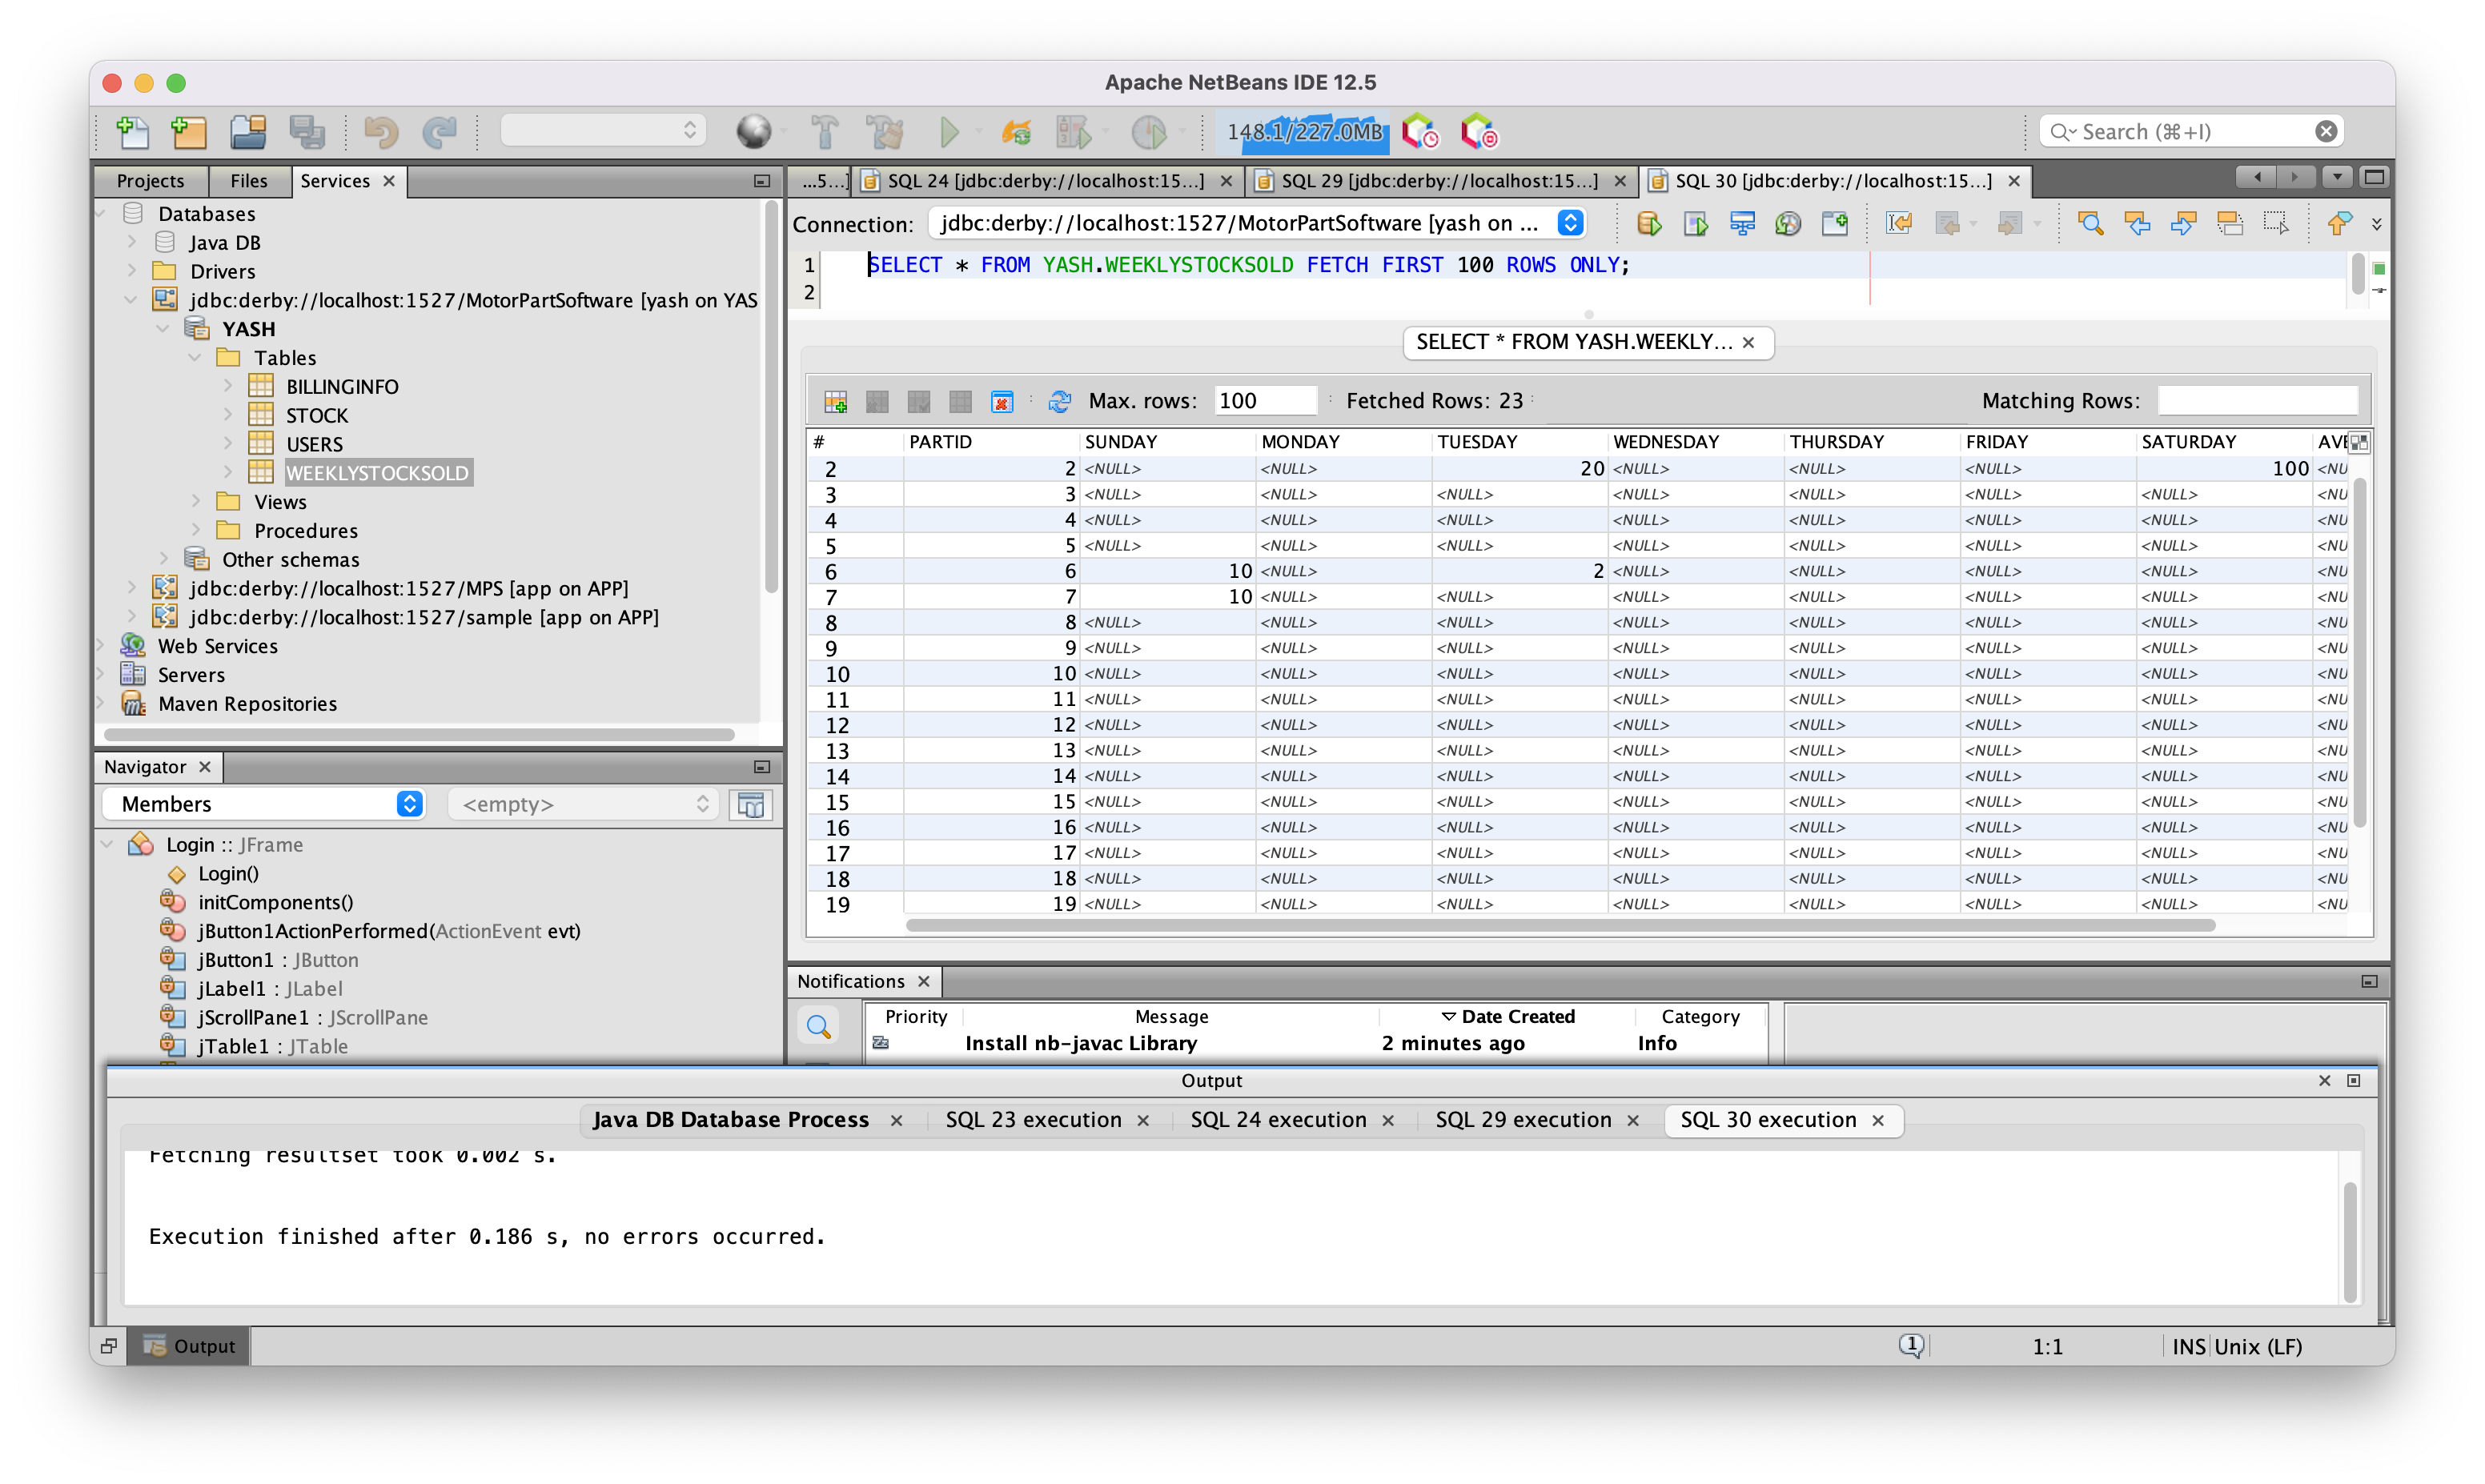 Apache NetBeans IDE 12.5
148.1/227.0MB
Search (⌘+I)
Projects Files Services
Databases
Java DB
Drivers
jdbc:derby://localhost:1527/MotorPartSoftware [yash on YAS
YASH
Tables
BILLINGINFO
STOCK
USERS
WEEKLYSTOCKSOLD
Views
Procedures
Other schemas
jdbc:derby://localhost:1527/MPS [app on APP]
jdbc:derby://localhost:1527/sample [app on APP]
Web Services
Servers
Maven Repositories
Navigator
Members <empty>
Login :: JFrame
Login()
initComponents()
jButton1ActionPerformed(ActionEvent evt)
jButton1 : JButton
jLabel1 : JLabel
jScrollPane1 : JScrollPane
jTable1 : JTable
...5...] SQL 24 [jdbc:derby://localhost:15...] SQL 29 [jdbc:derby://localhost:15...] SQL 30 [jdbc:derby://localhost:15...]
Connection: jdbc:derby://localhost:1527/MotorPartSoftware [yash on ...
1 SELECT * FROM YASH.WEEKLYSTOCKSOLD FETCH FIRST 100 ROWS ONLY;
2
SELECT * FROM YASH.WEEKLY...
Max. rows: 100 Fetched Rows: 23 Matching Rows:
# PARTID SUNDAY MONDAY TUESDAY WEDNESDAY THURSDAY FRIDAY SATURDAY AVE
2 2 <NULL> <NULL> 20 <NULL> <NULL> <NULL> 100 <NU
3 3 <NULL> <NULL> <NULL> <NULL> <NULL> <NULL> <NULL> <NU
4 4 <NULL> <NULL> <NULL> <NULL> <NULL> <NULL> <NULL> <NU
5 5 <NULL> <NULL> <NULL> <NULL> <NULL> <NULL> <NULL> <NU
6 6 10 <NULL> 2 <NULL> <NULL> <NULL> <NULL> <NU
7 7 10 <NULL> <NULL> <NULL> <NULL> <NULL> <NULL> <NU
8 8 <NULL> <NULL> <NULL> <NULL> <NULL> <NULL> <NULL> <NU
9 9 <NULL> <NULL> <NULL> <NULL> <NULL> <NULL> <NULL> <NU
10 10 <NULL> <NULL> <NULL> <NULL> <NULL> <NULL> <NULL> <NU
11 11 <NULL> <NULL> <NULL> <NULL> <NULL> <NULL> <NULL> <NU
12 12 <NULL> <NULL> <NULL> <NULL> <NULL> <NULL> <NULL> <NU
13 13 <NULL> <NULL> <NULL> <NULL> <NULL> <NULL> <NULL> <NU
14 14 <NULL> <NULL> <NULL> <NULL> <NULL> <NULL> <NULL> <NU
15 15 <NULL> <NULL> <NULL> <NULL> <NULL> <NULL> <NULL> <NU
16 16 <NULL> <NULL> <NULL> <NULL> <NULL> <NULL> <NULL> <NU
17 17 <NULL> <NULL> <NULL> <NULL> <NULL> <NULL> <NULL> <NU
18 18 <NULL> <NULL> <NULL> <NULL> <NULL> <NULL> <NULL> <NU
19 19 <NULL> <NULL> <NULL> <NULL> <NULL> <NULL> <NULL> <NU
Notifications
Priority Message Date Created Category
Install nb-javac Library 2 minutes ago Info
Output
Java DB Database Process SQL 23 execution SQL 24 execution SQL 29 execution SQL 30 execution
Fetching resultset took 0.002 s.
Execution finished after 0.186 s, no errors occurred.
Output 1 1:1 INS Unix (LF)